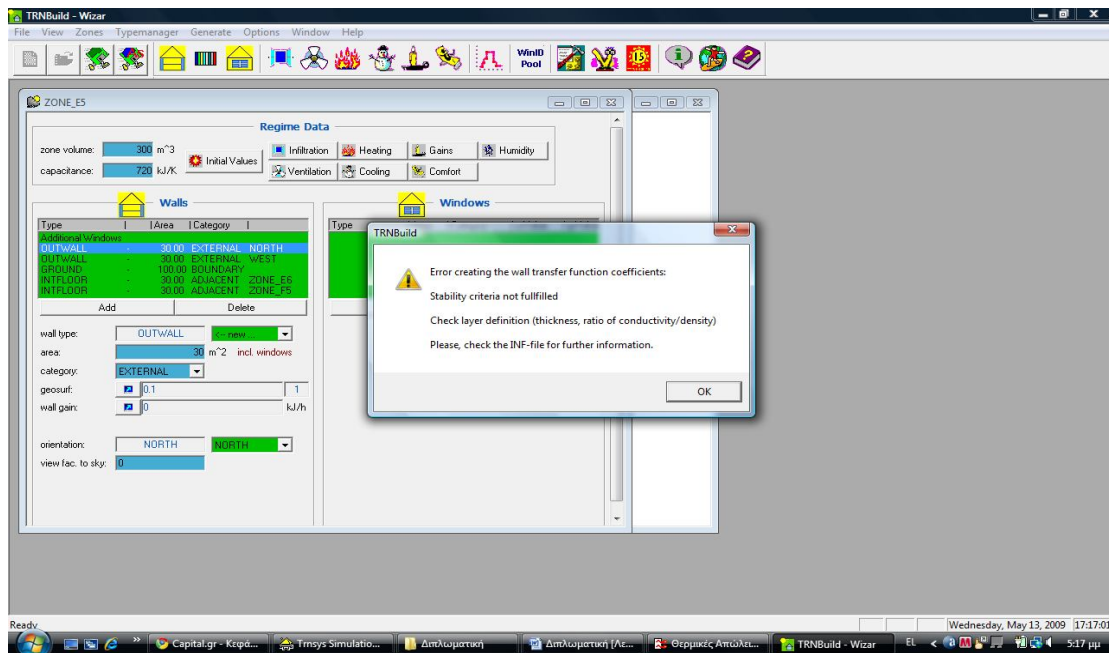 TRNBuild - Wizar
File View Zones Typemanager Generate Options Window Help
WinID Pool
ZONE_E5
Regime Data
zone volume: 300 m^3
capacitance: 720 kJ/K
Initial Values
Infiltration Heating Gains Humidity
Ventilation Cooling Comfort
Walls
Type | | Area | Category |
Additional Windows
OUTWALL - 30.00 EXTERNAL NORTH
OUTWALL - 30.00 EXTERNAL WEST
GROUND - 100.00 BOUNDARY
INTFLOOR - 30.00 ADJACENT ZONE_E6
INTFLOOR - 30.00 ADJACENT ZONE_F5
Add Delete
wall type: OUTWALL <-- new ...
area: 30 m^2 incl. windows
category: EXTERNAL
geosurf: 0.1 1
wall gain: 0 kJ/h
orientation: NORTH NORTH
view fac. to sky: 0
Windows
Type
TRNBuild
Error creating the wall transfer function coefficients:
Stability criteria not fullfilled
Check layer definition (thickness, ratio of conductivity/density)
Please, check the INF-file for further information.
OK
Ready
Wednesday, May 13, 2009 17:17:01
Capital.gr - Κεφά... Trnsys Simulatio... Διπλωματική Διπλωματική [Λε... Θερμικές Απώλει... TRNBuild - Wizar EL 5:17 μμ